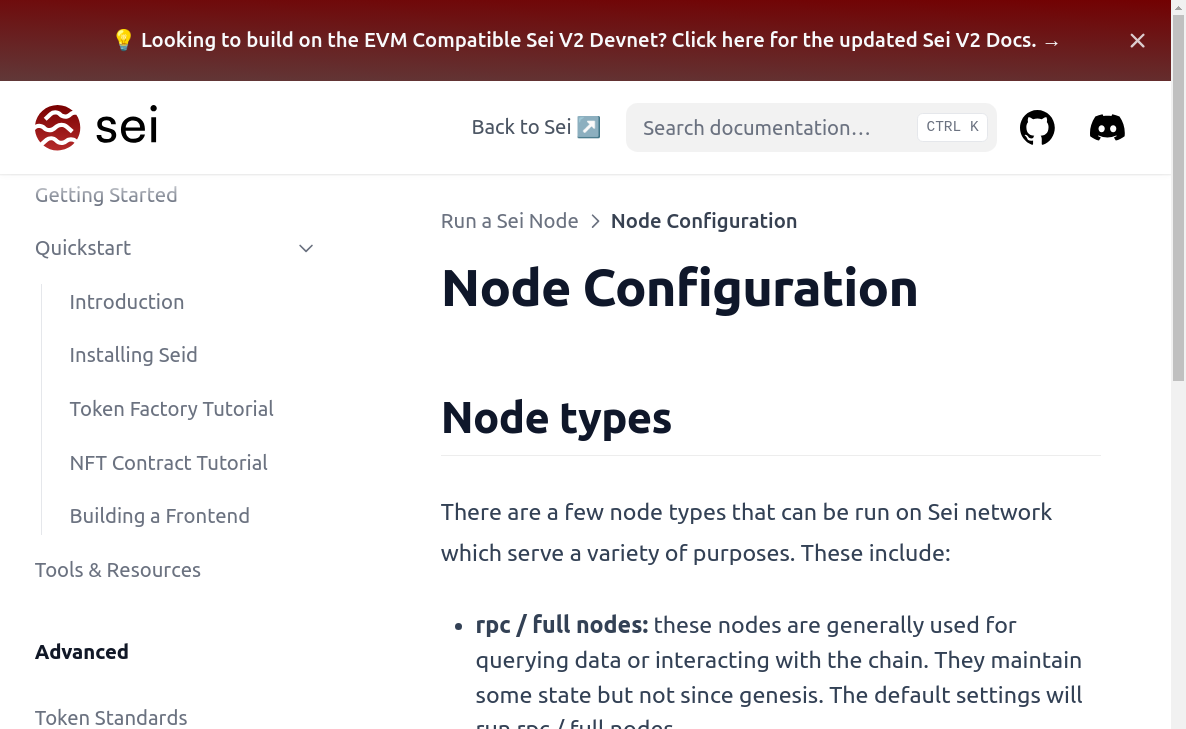 💡 Looking to build on the EVM Compatible Sei V2 Devnet? Click here for the updated Sei V2 Docs. →
sei
Back to Sei ↗
Search documentation…
CTRL K
Getting Started
Quickstart
Introduction
Installing Seid
Token Factory Tutorial
NFT Contract Tutorial
Building a Frontend
Tools & Resources
Advanced
Token Standards
Run a Sei Node > Node Configuration
Node Configuration
Node types
There are a few node types that can be run on Sei network
which serve a variety of purposes. These include:
• rpc / full nodes: these nodes are generally used for
querying data or interacting with the chain. They maintain
some state but not since genesis. The default settings will
run rpc / full nodes.